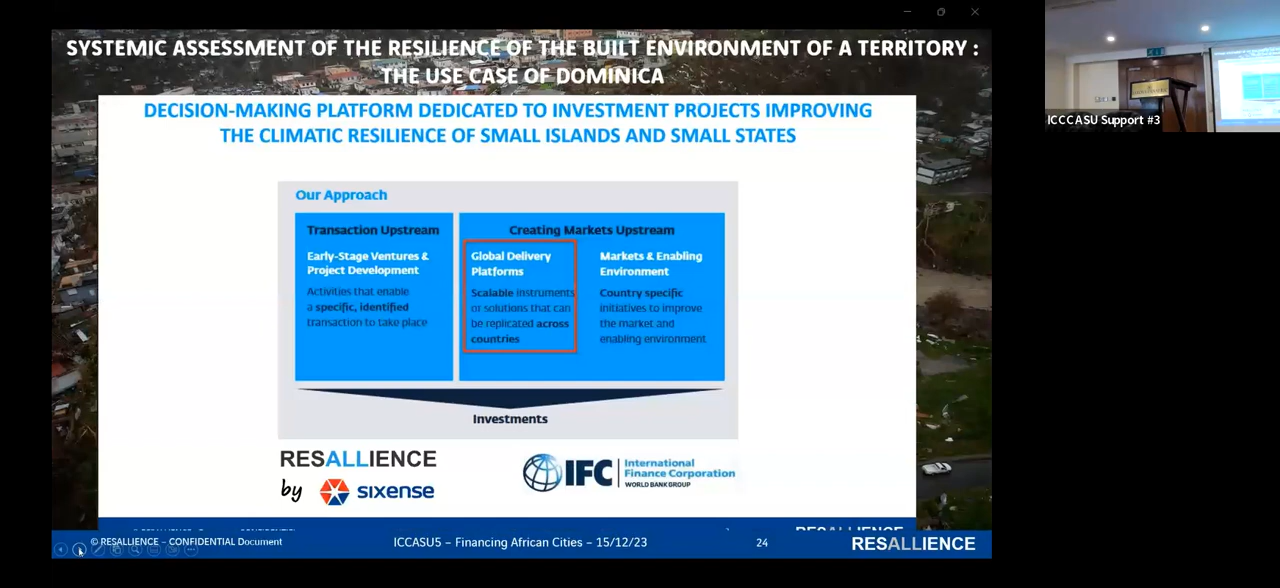 SYSTEMIC ASSESSMENT OF THE RESILIENCE OF THE BUILT ENVIRONMENT OF A TERRITORY :
THE USE CASE OF DOMINICA
DECISION-MAKING PLATFORM DEDICATED TO INVESTMENT PROJECTS IMPROVING
THE CLIMATIC RESILIENCE OF SMALL ISLANDS AND SMALL STATES
Our Approach
Transaction Upstream
Early-Stage Ventures &
Project Development
Activities that enable
a specific, identified
transaction to take place
Creating Markets Upstream
Global Delivery
Platforms
Scalable instruments
or solutions that can
be replicated across
countries
Markets & Enabling
Environment
Country specific
initiatives to improve
the market and
enabling environment
Investments
RESALLIENCE
by sixense
IFC
International
Finance Corporation
WORLD BANK GROUP
© RESALLIENCE – CONFIDENTIAL Document
ICCASU5 – Financing African Cities – 15/12/23
24
RESALLIENCE
ICCCASU Support #3